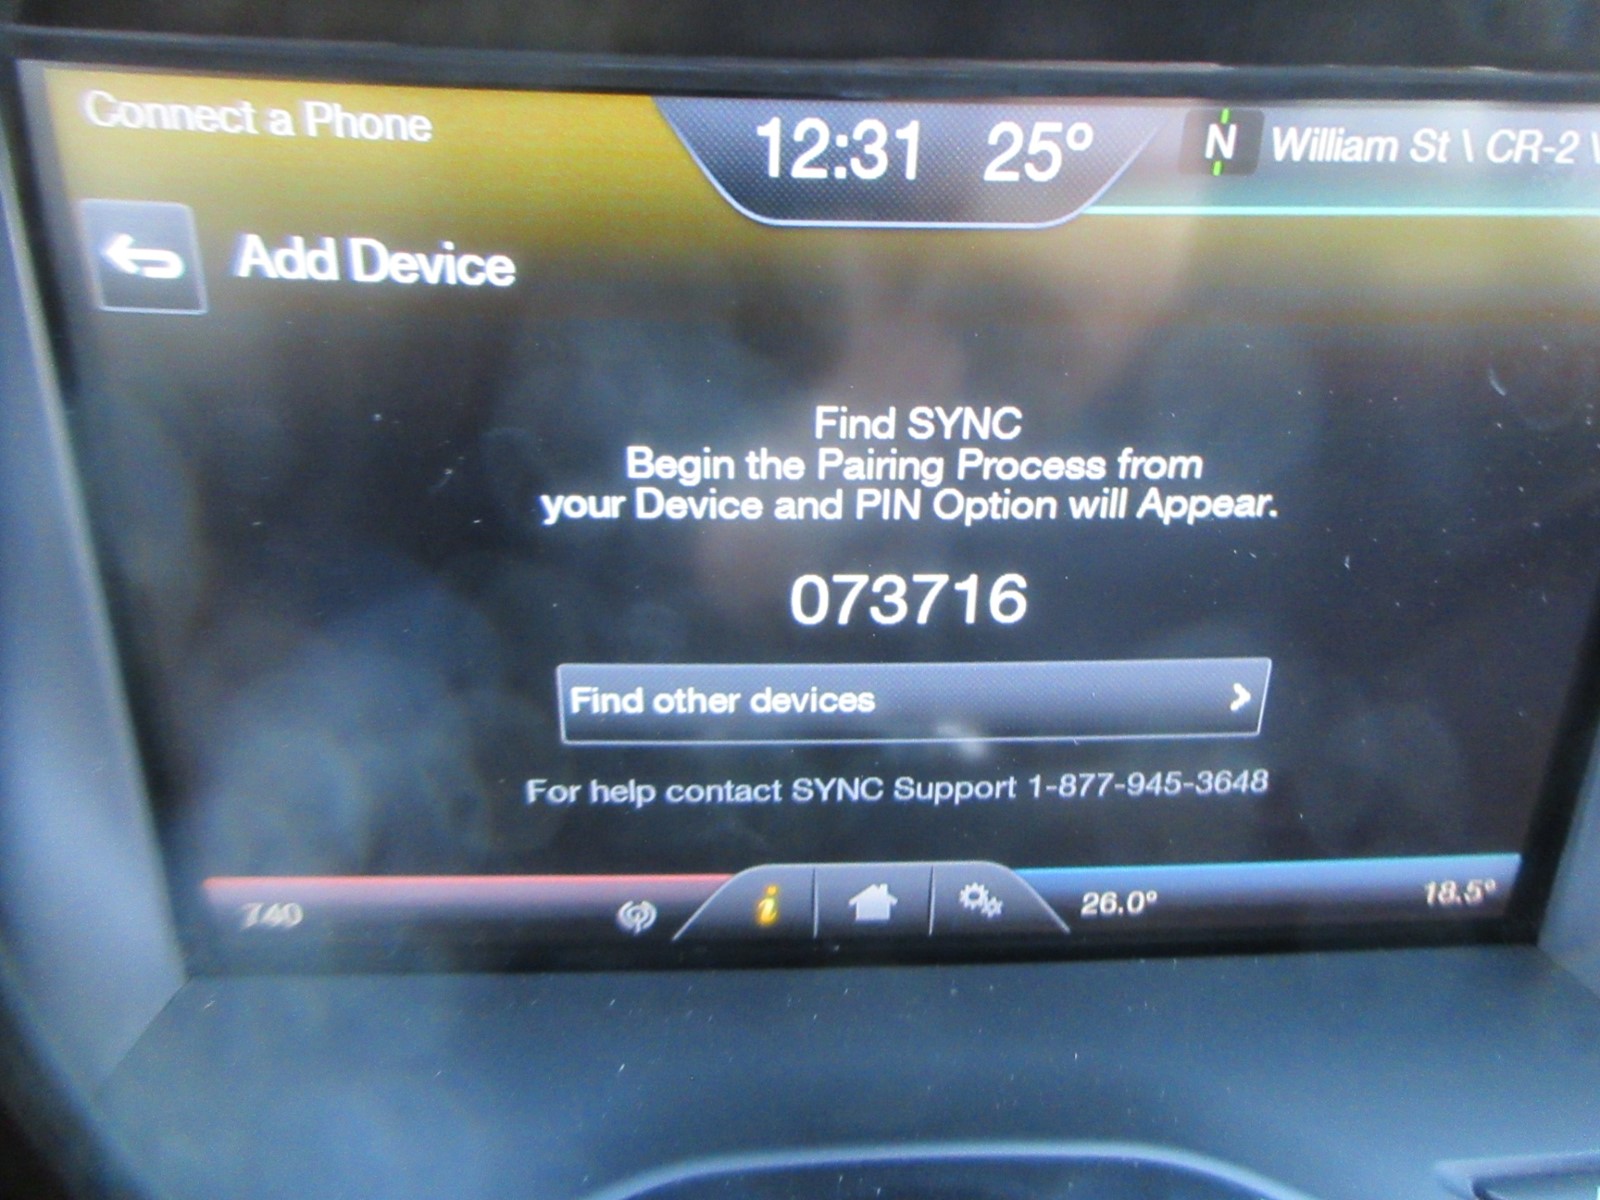 Connect a Phone
12:31 25°
N William St \ CR-2
Add Device
Find SYNC
Begin the Pairing Process from
your Device and PIN Option will Appear.
073716
Find other devices
For help contact SYNC Support 1-877-945-3648
740
i
26.0°
18.5°